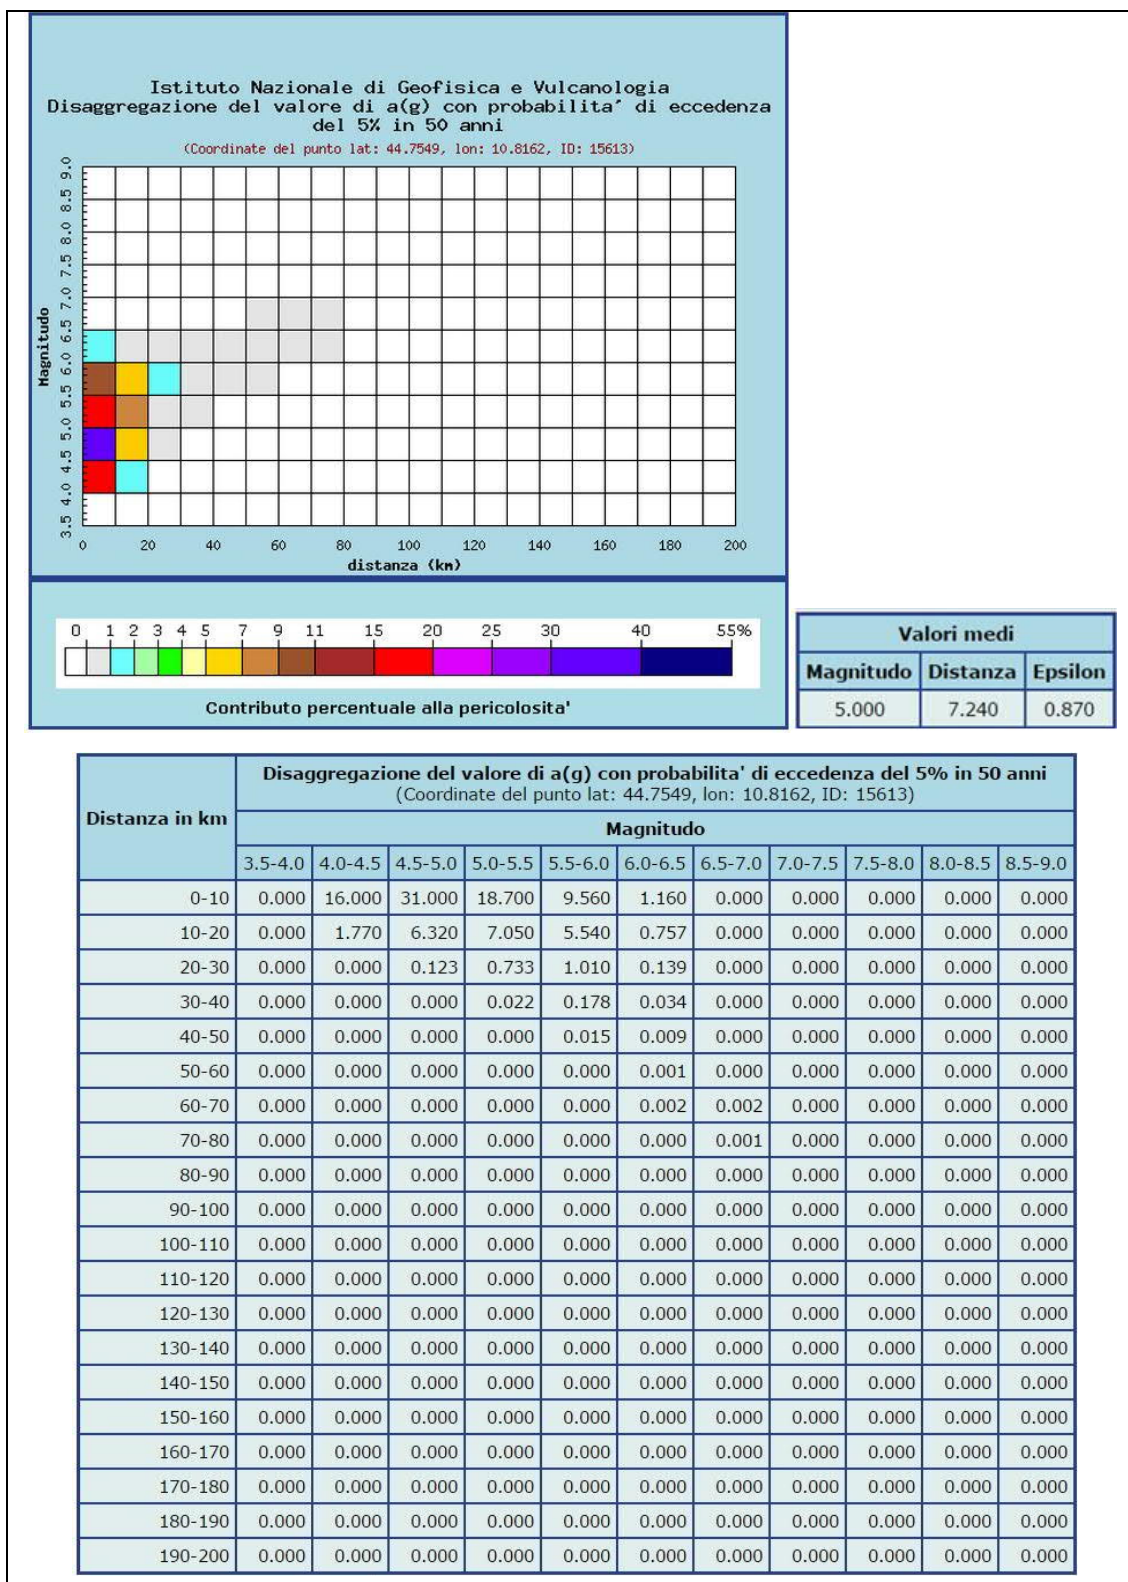 Istituto Nazionale di Geofisica e Vulcanologia
Disaggregazione del valore di a(g) con probabilita' di eccedenza
del 5% in 50 anni
(Coordinate del punto lat: 44.7549, lon: 10.8162, ID: 15613)
Magnitudo
9.0
8.5
8.0
7.5
7.0
6.5
6.0
5.5
5.0
4.5
4.0
3.5
0 20 40 60 80 100 120 140 160 180 200
distanza (km)
0 1 2 3 4 5 7 9 11 15 20 25 30 40 55%
Contributo percentuale alla pericolosita'
Valori medi
Magnitudo Distanza Epsilon
5.000 7.240 0.870
Disaggregazione del valore di a(g) con probabilita' di eccedenza del 5% in 50 anni
(Coordinate del punto lat: 44.7549, lon: 10.8162, ID: 15613)
Distanza in km
Magnitudo
3.5-4.0 4.0-4.5 4.5-5.0 5.0-5.5 5.5-6.0 6.0-6.5 6.5-7.0 7.0-7.5 7.5-8.0 8.0-8.5 8.5-9.0
0-10 0.000 16.000 31.000 18.700 9.560 1.160 0.000 0.000 0.000 0.000 0.000
10-20 0.000 1.770 6.320 7.050 5.540 0.757 0.000 0.000 0.000 0.000 0.000
20-30 0.000 0.000 0.123 0.733 1.010 0.139 0.000 0.000 0.000 0.000 0.000
30-40 0.000 0.000 0.000 0.022 0.178 0.034 0.000 0.000 0.000 0.000 0.000
40-50 0.000 0.000 0.000 0.000 0.015 0.009 0.000 0.000 0.000 0.000 0.000
50-60 0.000 0.000 0.000 0.000 0.000 0.001 0.000 0.000 0.000 0.000 0.000
60-70 0.000 0.000 0.000 0.000 0.000 0.002 0.002 0.000 0.000 0.000 0.000
70-80 0.000 0.000 0.000 0.000 0.000 0.000 0.001 0.000 0.000 0.000 0.000
80-90 0.000 0.000 0.000 0.000 0.000 0.000 0.000 0.000 0.000 0.000 0.000
90-100 0.000 0.000 0.000 0.000 0.000 0.000 0.000 0.000 0.000 0.000 0.000
100-110 0.000 0.000 0.000 0.000 0.000 0.000 0.000 0.000 0.000 0.000 0.000
110-120 0.000 0.000 0.000 0.000 0.000 0.000 0.000 0.000 0.000 0.000 0.000
120-130 0.000 0.000 0.000 0.000 0.000 0.000 0.000 0.000 0.000 0.000 0.000
130-140 0.000 0.000 0.000 0.000 0.000 0.000 0.000 0.000 0.000 0.000 0.000
140-150 0.000 0.000 0.000 0.000 0.000 0.000 0.000 0.000 0.000 0.000 0.000
150-160 0.000 0.000 0.000 0.000 0.000 0.000 0.000 0.000 0.000 0.000 0.000
160-170 0.000 0.000 0.000 0.000 0.000 0.000 0.000 0.000 0.000 0.000 0.000
170-180 0.000 0.000 0.000 0.000 0.000 0.000 0.000 0.000 0.000 0.000 0.000
180-190 0.000 0.000 0.000 0.000 0.000 0.000 0.000 0.000 0.000 0.000 0.000
190-200 0.000 0.000 0.000 0.000 0.000 0.000 0.000 0.000 0.000 0.000 0.000